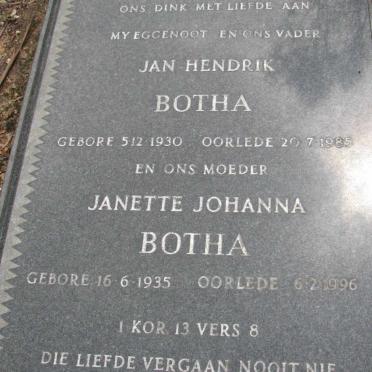 ONS DINK MET LIEFDE AAN
MY EGGENOOT EN ONS VADER
JAN HENDRIK
BOTHA
GEBORE 5·12·1930 OORLEDE 20·7·1985
EN ONS MOEDER
JANETTE JOHANNA
BOTHA
GEBORE 16·6·1935 OORLEDE 6·2·1996
1 KOR 13 VERS 8
DIE LIEFDE VERGAAN NOOIT NIE